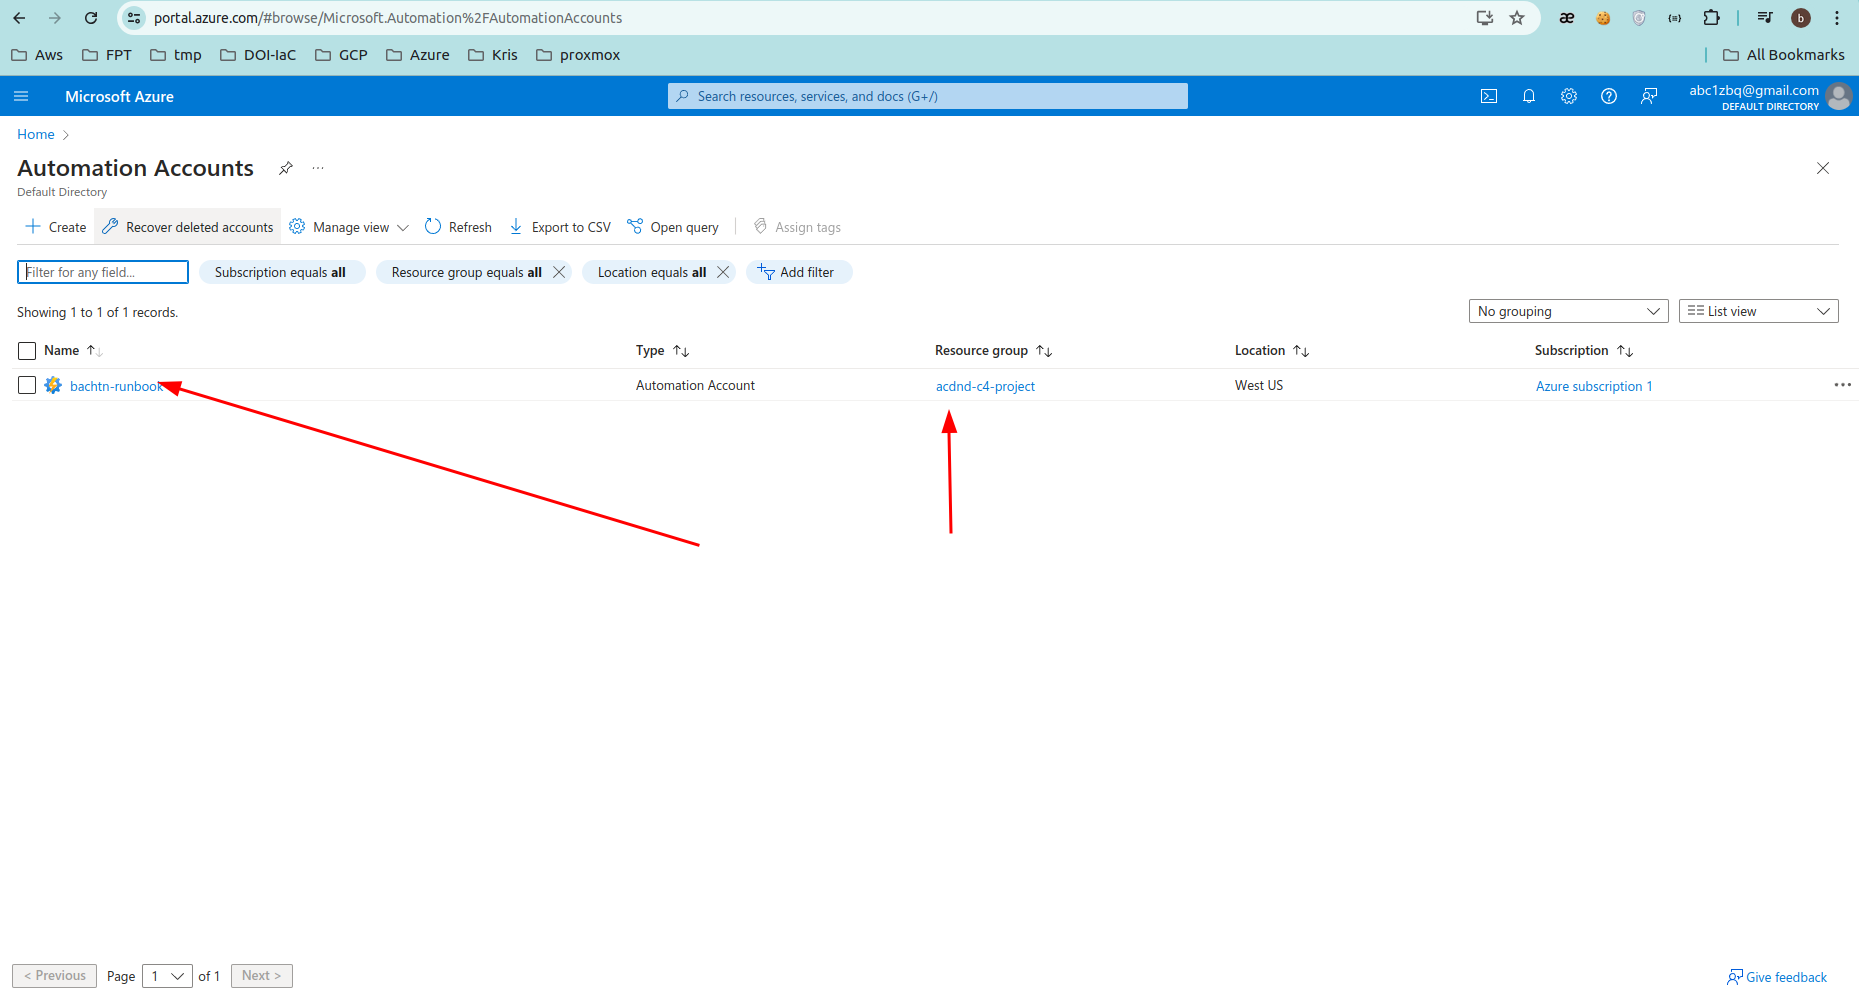 portal.azure.com/#browse/Microsoft.Automation%2FAutomationAccounts
Aws FPT tmp DOI-IaC GCP Azure Kris proxmox All Bookmarks
Microsoft Azure
Search resources, services, and docs (G+/)
abc1zbq@gmail.com
DEFAULT DIRECTORY
b
Home
Automation Accounts
Default Directory
Create Recover deleted accounts Manage view Refresh Export to CSV Open query Assign tags
Filter for any field... Subscription equals all Resource group equals all Location equals all Add filter
Showing 1 to 1 of 1 records. No grouping List view
Name Type Resource group Location Subscription
bachtn-runbook Automation Account acdnd-c4-project West US Azure subscription 1
< Previous Page 1 of 1 Next > Give feedback